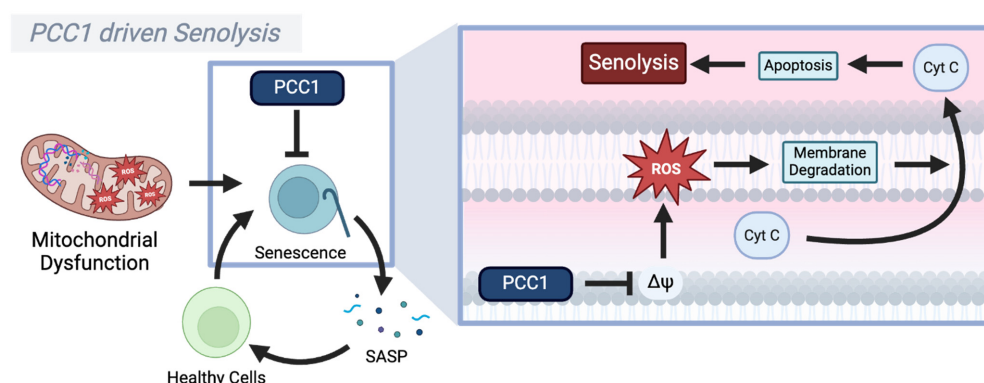 PCC1 driven Senolysis
PCC1
ROS
ROS
ROS
Mitochondrial
Dysfunction
Senescence
SASP
Healthy Cells
Senolysis
Apoptosis
Cyt C
ROS
Membrane
Degradation
Cyt C
PCC1
Δψ